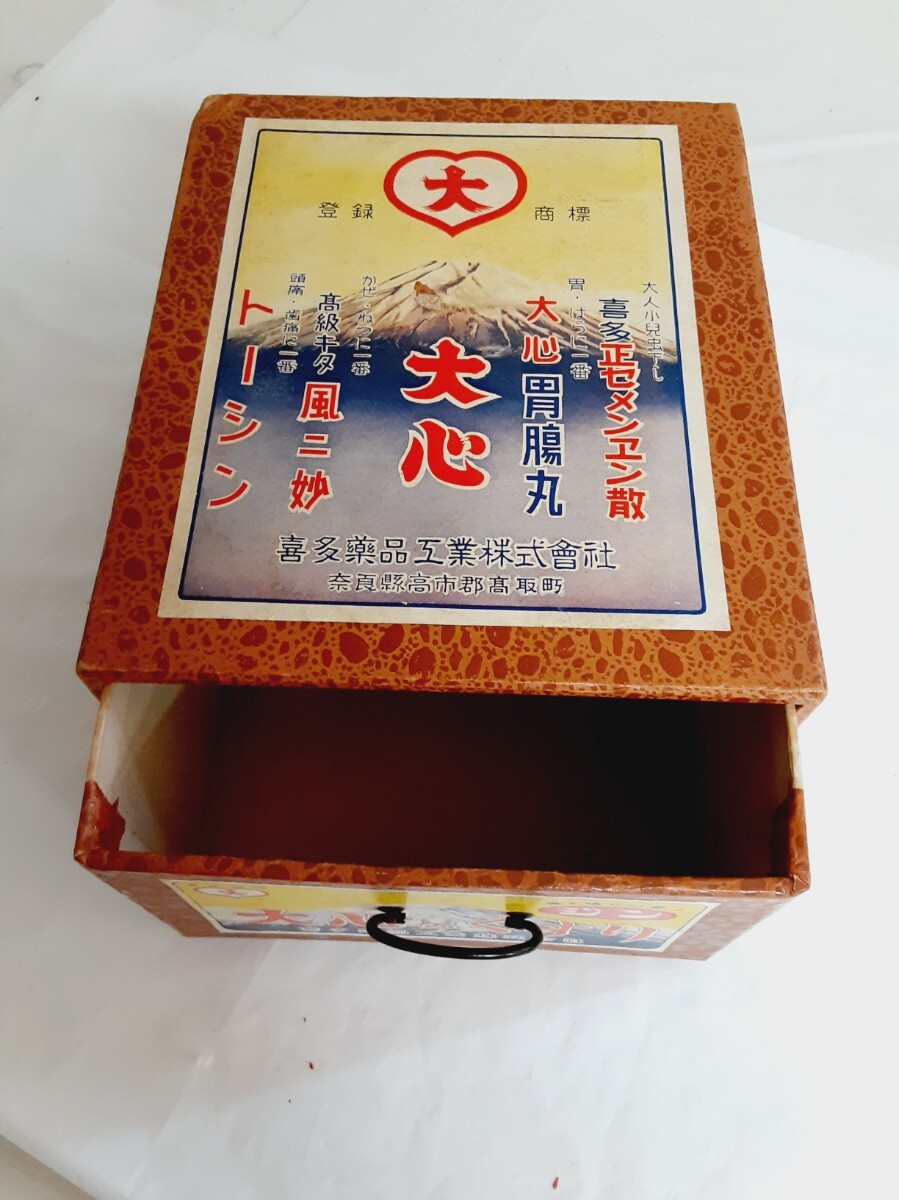 大
登録 商標
大人小兒虫下し
喜多正セメンエン散
胃・はらに一番
大心胃腸丸
大心
かぜ・ねつに一番
高級キタ風ニ妙
頭痛・歯痛に一番
トーシン
喜多藥品工業株式會社
奈良縣高市郡髙取町
大